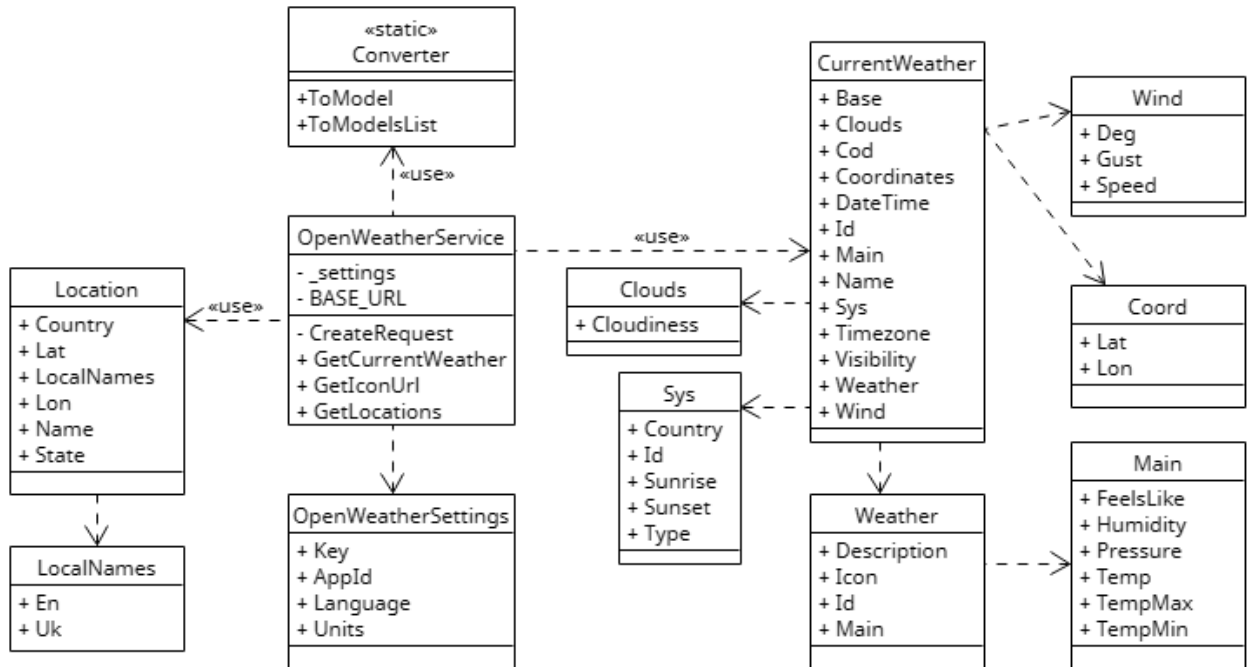 «static»
Converter
+ToModel
+ToModelsList
«use»
OpenWeatherService
- _settings
- BASE_URL
- CreateRequest
+ GetCurrentWeather
+ GetIconUrl
+ GetLocations
«use»
«use»
Location
+ Country
+ Lat
+ LocalNames
+ Lon
+ Name
+ State
LocalNames
+ En
+ Uk
OpenWeatherSettings
+ Key
+ AppId
+ Language
+ Units
CurrentWeather
+ Base
+ Clouds
+ Cod
+ Coordinates
+ DateTime
+ Id
+ Main
+ Name
+ Sys
+ Timezone
+ Visibility
+ Weather
+ Wind
Clouds
+ Cloudiness
Sys
+ Country
+ Id
+ Sunrise
+ Sunset
+ Type
Weather
+ Description
+ Icon
+ Id
+ Main
Wind
+ Deg
+ Gust
+ Speed
Coord
+ Lat
+ Lon
Main
+ FeelsLike
+ Humidity
+ Pressure
+ Temp
+ TempMax
+ TempMin